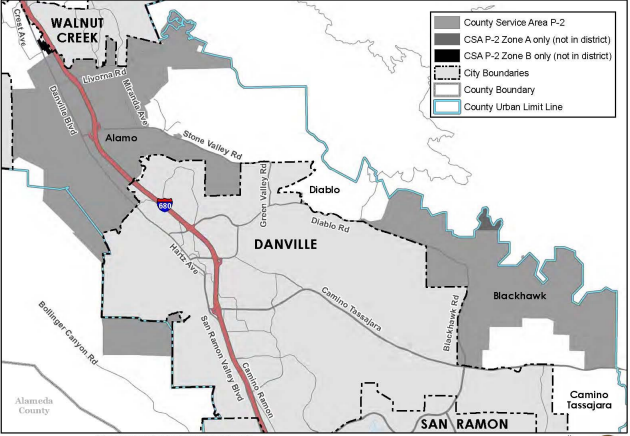 WALNUT
CREEK
Crest Ave
Livorna Rd
Miranda Ave
Danville Blvd
Alamo
Stone Valley Rd
County Service Area P-2
CSA P-2 Zone A only (not in district)
CSA P-2 Zone B only (not in district)
City Boundaries
County Boundary
County Urban Limit Line
Green Valley Rd
Diablo
680
Diablo Rd
DANVILLE
Hartz Ave
Blackhawk
Camino Tassajara
Blackhawk Rd
Bollinger Canyon Rd
San Ramon Valley Blvd
Camino Ramon
Alameda
County
Camino
Tassajara
SAN RAMON